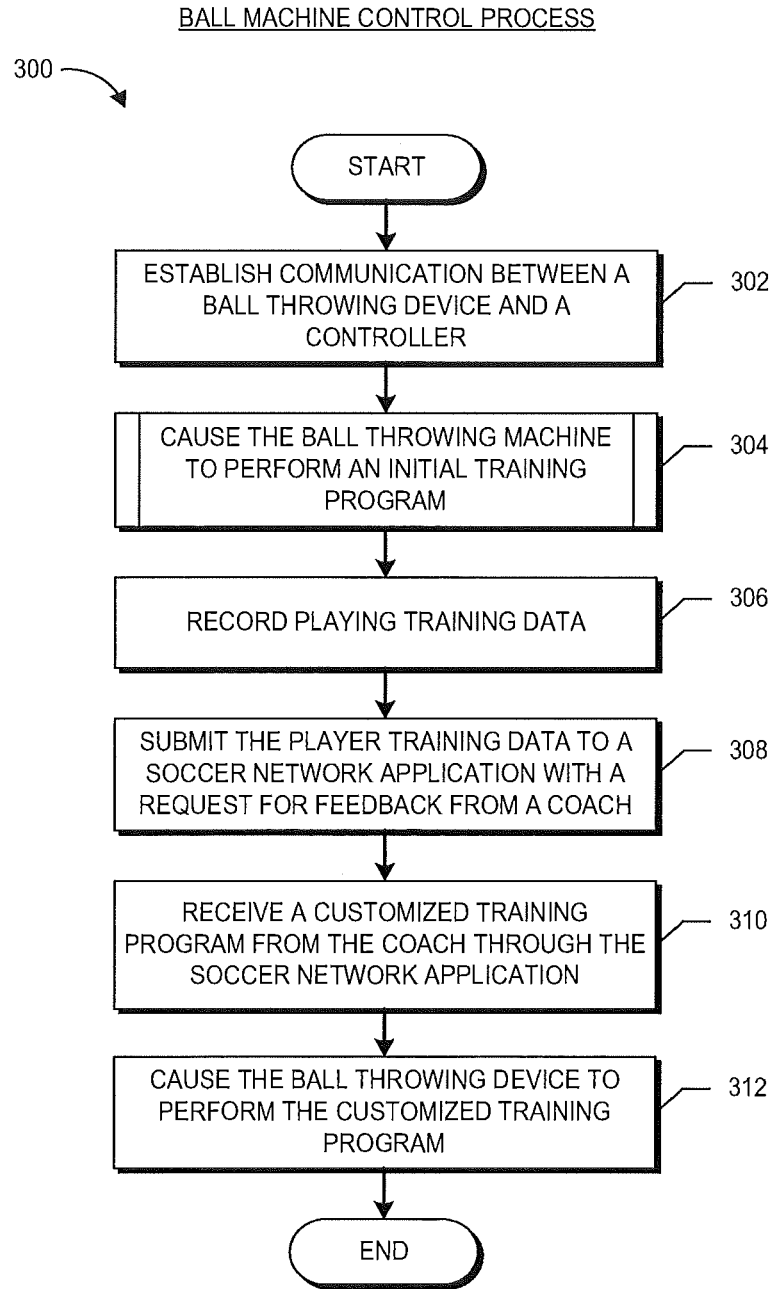 BALL MACHINE CONTROL PROCESS
300
START
ESTABLISH COMMUNICATION BETWEEN A
BALL THROWING DEVICE AND A
CONTROLLER
302
CAUSE THE BALL THROWING MACHINE
TO PERFORM AN INITIAL TRAINING
PROGRAM
304
RECORD PLAYING TRAINING DATA
306
SUBMIT THE PLAYER TRAINING DATA TO A
SOCCER NETWORK APPLICATION WITH A
REQUEST FOR FEEDBACK FROM A COACH
308
RECEIVE A CUSTOMIZED TRAINING
PROGRAM FROM THE COACH THROUGH THE
SOCCER NETWORK APPLICATION
310
CAUSE THE BALL THROWING DEVICE TO
PERFORM THE CUSTOMIZED TRAINING
PROGRAM
312
END